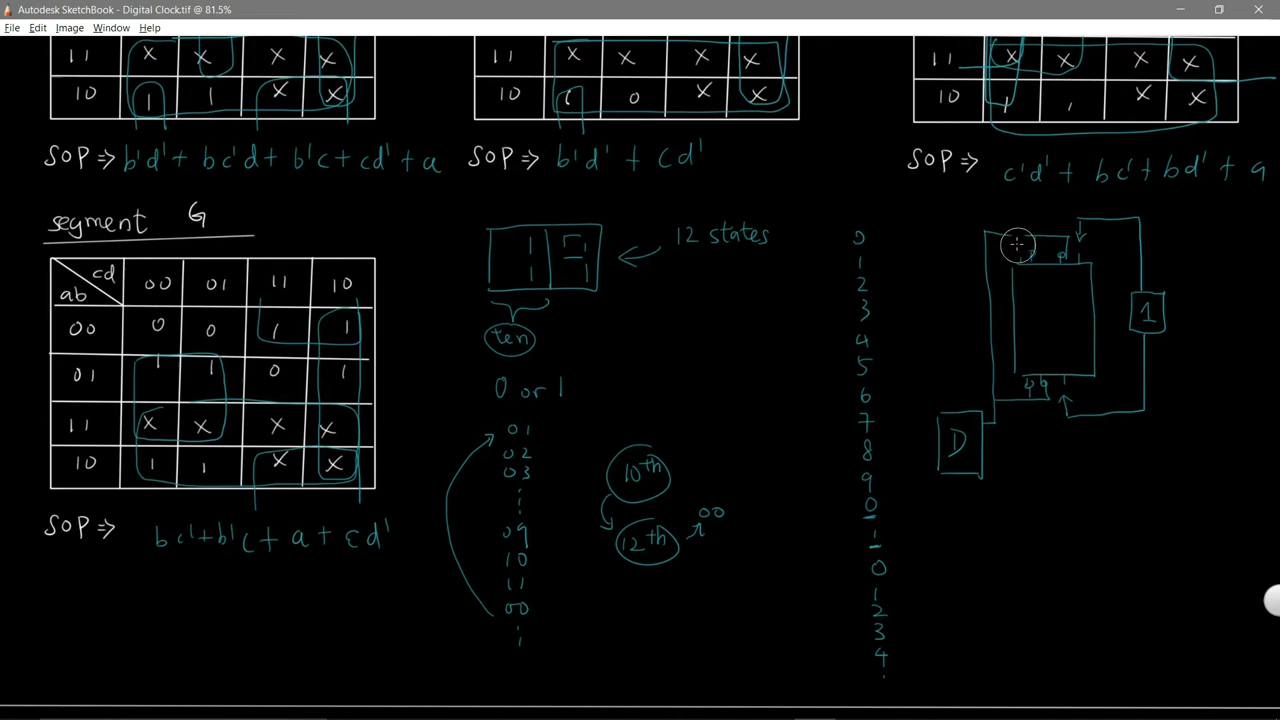 Autodesk SketchBook - Digital Clock.tif @ 81.5%
File Edit Image Window Help
11 x x x x
10 1 1 x x
SOP ⇒ b'd' + bc'd + b'c + cd' + a
11 x x x x
10 1 0 x x
SOP ⇒ b'd' + cd'
11 x x x x
10 1 1 x x
SOP ⇒ c'd' + bc' + bd' + a
segment G
cd
ab
00 01 11 10
00 0 0 1 1
01 1 1 0 1
11 x x x x
10 1 1 x x
SOP ⇒ bc' + b'c + a + cd'
12 states
ten
0 or 1
01
02
03
09
10
11
00
10th
12th
00
0
1
2
3
4
5
6
7
8
9
0
1
0
1
2
3
4
1
D